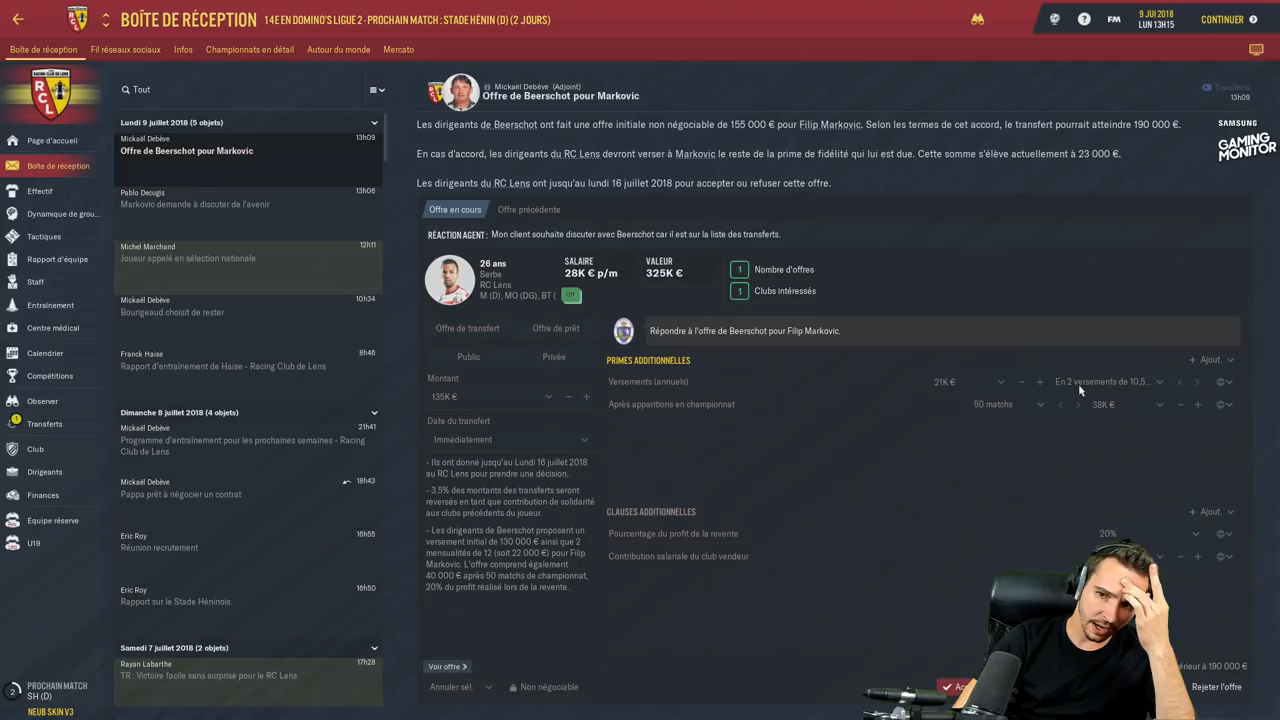 BOÎTE DE RÉCEPTION
14E EN DOMINO'S LIGUE 2 - PROCHAIN MATCH : STADE HÉNIN (D) (2 JOURS)
FM
9 JUI 2018
LUN 13H15
CONTINUER
Boîte de réception
Fil réseaux sociaux
Infos
Championnats en détail
Autour du monde
Mercato
RACING CLUB DE LENS
RCL
Page d'accueil
Boîte de réception
Effectif
Dynamique de grou...
Tactiques
Rapport d'équipe
Staff
Entraînement
Centre médical
Calendrier
Compétitions
Observer
Transferts
Club
Dirigeants
Finances
Équipe réserve
U19
2
PROCHAIN MATCH
SH (D)
NEUB SKIN V3
Tout
Lundi 9 juillet 2018 (5 objets)
Mickaël Debève 13h09
Offre de Beerschot pour Markovic
Pablo Decugis 13h06
Markovic demande à discuter de l'avenir
Michel Marchand 12h11
Joueur appelé en sélection nationale
Mickaël Debève 10h34
Bourigeaud choisit de rester
Franck Haise 8h46
Rapport d'entraînement de Haise - Racing Club de Lens
Dimanche 8 juillet 2018 (4 objets)
Mickaël Debève 21h41
Programme d'entraînement pour les prochaines semaines - Racing
Club de Lens
Mickaël Debève 18h43
Pappa prêt à négocier un contrat
Eric Roy 16h55
Réunion recrutement
Eric Roy 16h50
Rapport sur le Stade Héninois
Samedi 7 juillet 2018 (2 objets)
Rayan Labarthe 17h28
TR : Victoire facile sans surprise pour le RC Lens
Mickaël Debève (Adjoint)
Offre de Beerschot pour Markovic
Transferts
13h09
Les dirigeants de Beerschot ont fait une offre initiale non négociable de 155 000 € pour Filip Markovic. Selon les termes de cet accord, le transfert pourrait atteindre 190 000 €.
En cas d'accord, les dirigeants du RC Lens devront verser à Markovic le reste de la prime de fidélité qui lui est due. Cette somme s'élève actuellement à 23 000 €.
Les dirigeants du RC Lens ont jusqu'au lundi 16 juillet 2018 pour accepter ou refuser cette offre.
SAMSUNG
GAMING
MONITOR
Offre en cours
Offre précédente
RÉACTION AGENT : Mon client souhaite discuter avec Beerschot car il est sur la liste des transferts.
26 ans
Serbe
RC Lens
M (D), MO (DG), BT (
Off
SALAIRE
28K € p/m
VALEUR
325K €
1 Nombre d'offres
1 Clubs intéressés
Offre de transfert
Offre de prêt
Public
Privée
Montant
135K €
Date du transfert
Immédiatement
- Ils ont donné jusqu'au Lundi 16 juillet 2018
au RC Lens pour prendre une décision.
- 3.5% des montants des transferts seront
reversés en tant que contribution de solidarité
aux clubs précédents du joueur.
- Les dirigeants de Beerschot proposent un
versement initial de 130 000 € ainsi que 2
mensualités de 12 (soit 22 000 €) pour Filip
Markovic. L'offre comprend également
40 000 € après 50 matchs de championnat,
20% du profit réalisé lors de la revente.
Répondre à l'offre de Beerschot pour Filip Markovic.
PRIMES ADDITIONNELLES
Ajout.
Versements (annuels) 21K € En 2 versements de 10,5...
Après apparitions en championnat 50 matchs 38K €
CLAUSES ADDITIONNELLES
Ajout.
Pourcentage du profit de la revente 20%
Contribution salariale du club vendeur
Voir offre
190 000 €
Annuler sél.
Non négociable
Rejeter l'offre